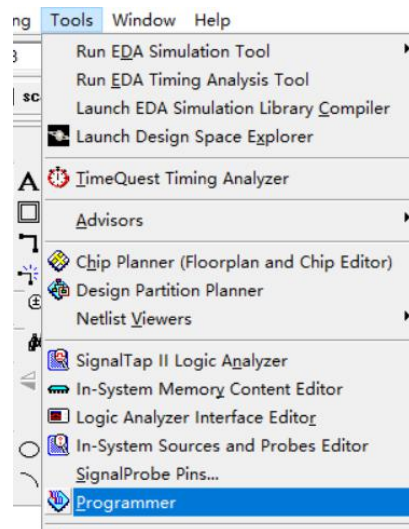 ng Tools Window Help
3
sc
Run EDA Simulation Tool
Run EDA Timing Analysis Tool
Launch EDA Simulation Library Compiler
Launch Design Space Explorer
A
TimeQuest Timing Analyzer
Advisors
Chip Planner (Floorplan and Chip Editor)
Design Partition Planner
Netlist Viewers
SignalTap II Logic Analyzer
In-System Memory Content Editor
Logic Analyzer Interface Editor
In-System Sources and Probes Editor
SignalProbe Pins...
Programmer